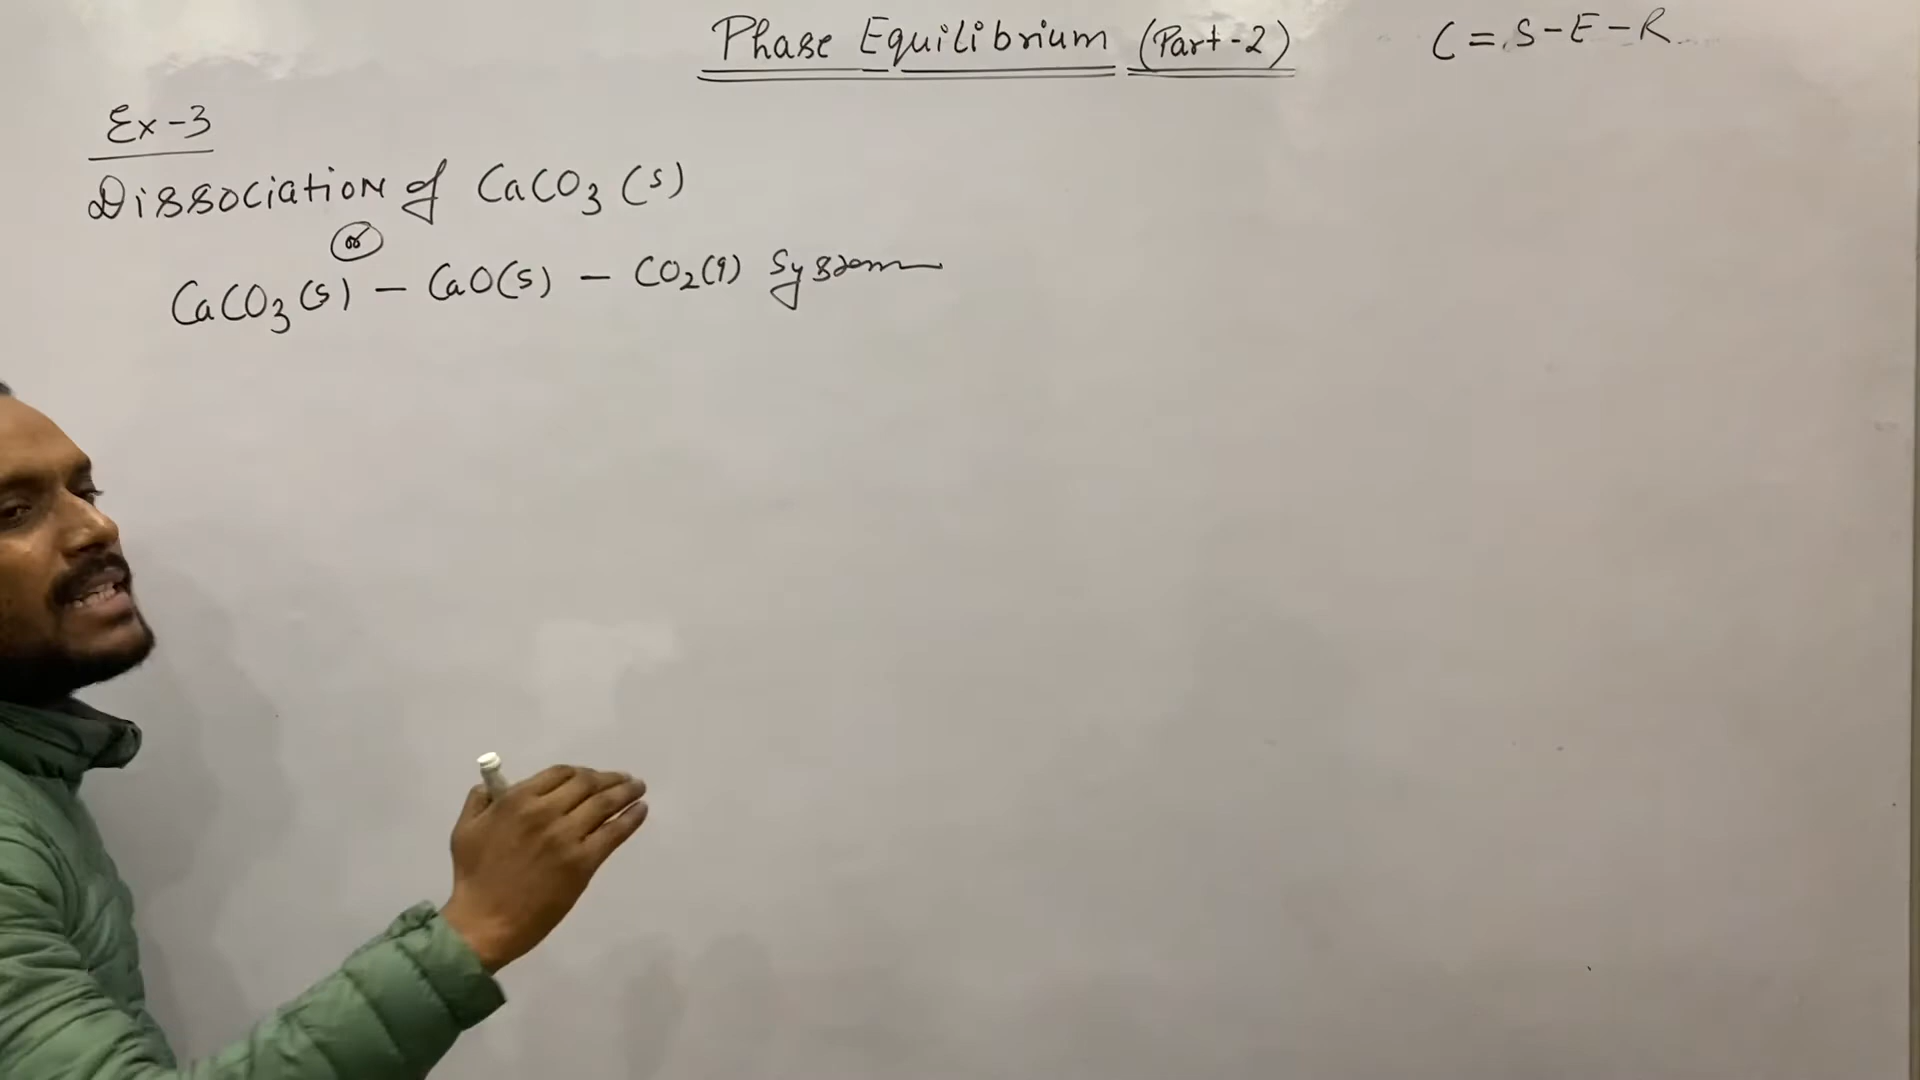 Phase Equilibrium (Part-2)
C = S-E-R
Ex-3
Dissociation of CaCO3 (s)
or
CaCO3(s) - CaO(s) - CO2(g) System